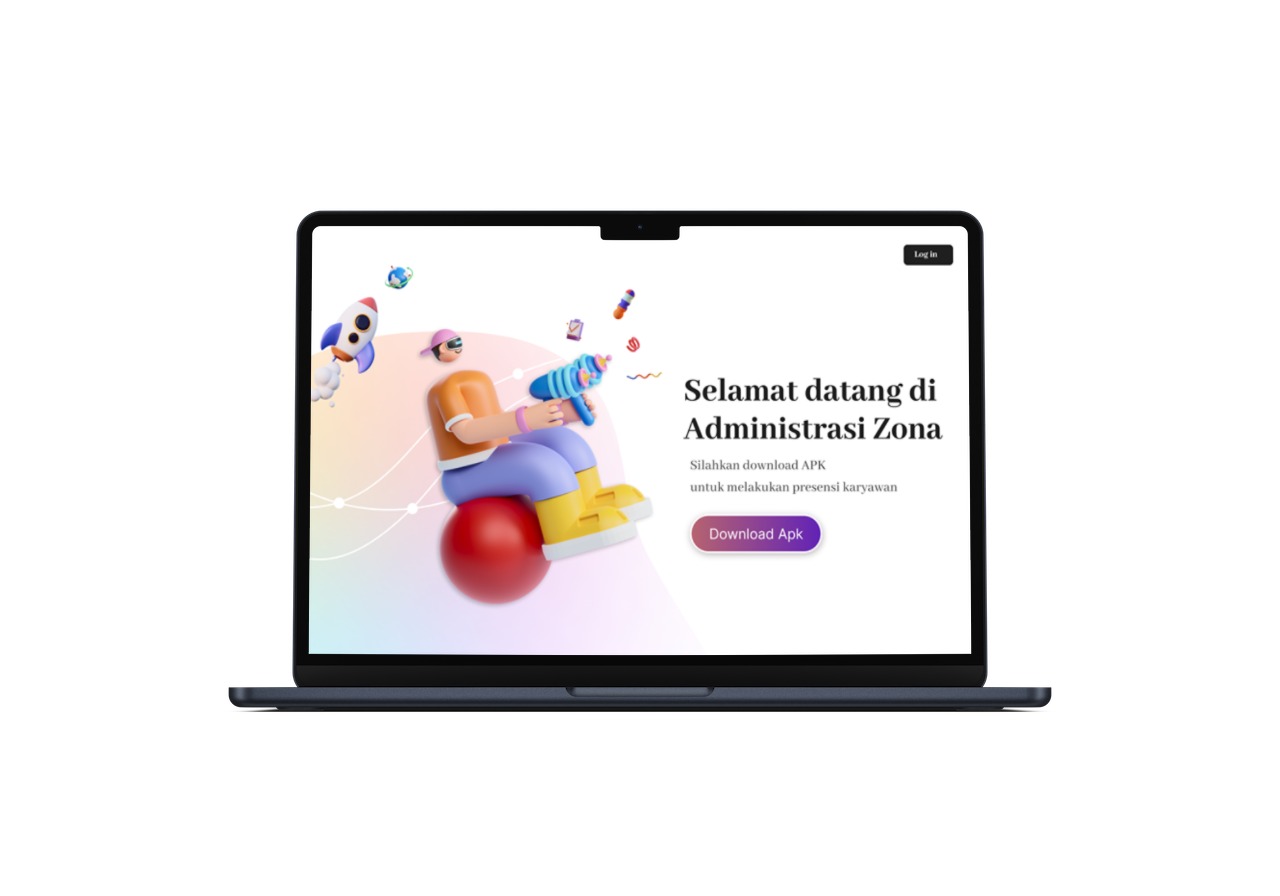 Log in
Selamat datang di
Administrasi Zona
Silahkan download APK
untuk melakukan presensi karyawan
Download Apk